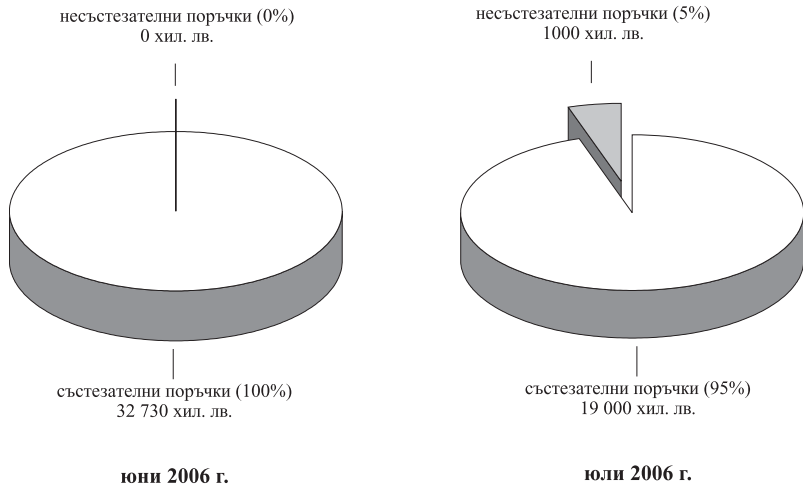 несъстезателни поръчки (0%)
0 хил. лв.
състезателни поръчки (100%)
32 730 хил. лв.
юни 2006 г.
несъстезателни поръчки (5%)
1000 хил. лв.
състезателни поръчки (95%)
19 000 хил. лв.
юли 2006 г.